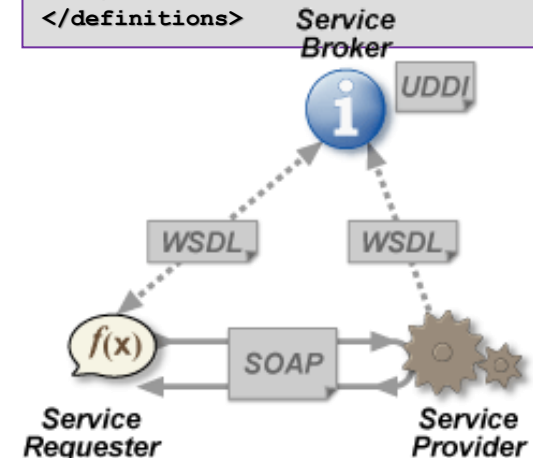 </definitions>
Service
Broker
UDDI
i
WSDL
WSDL
f(x)
SOAP
Service
Requester
Service
Provider